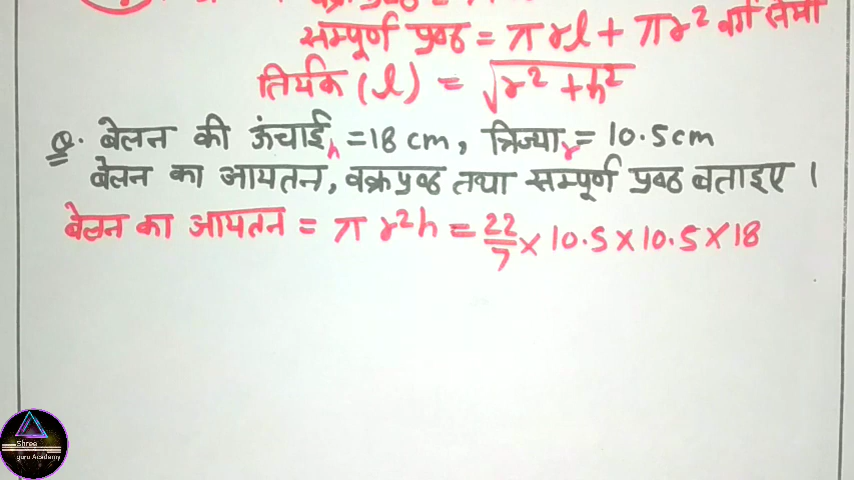 सम्पूर्ण पृष्ठ = πrl + πr² वर्ग सेमी
तिर्यक (l) = √r² + h²
Q. बेलन की ऊंचाई h = 18 cm, त्रिज्या r = 10.5 cm
बेलन का आयतन, वक्रपृष्ठ तथा सम्पूर्ण पृष्ठ बताइए ।
बेलन का आयतन = πr²h = 22/7 × 10.5 × 10.5 × 18
Shree
guru Academy